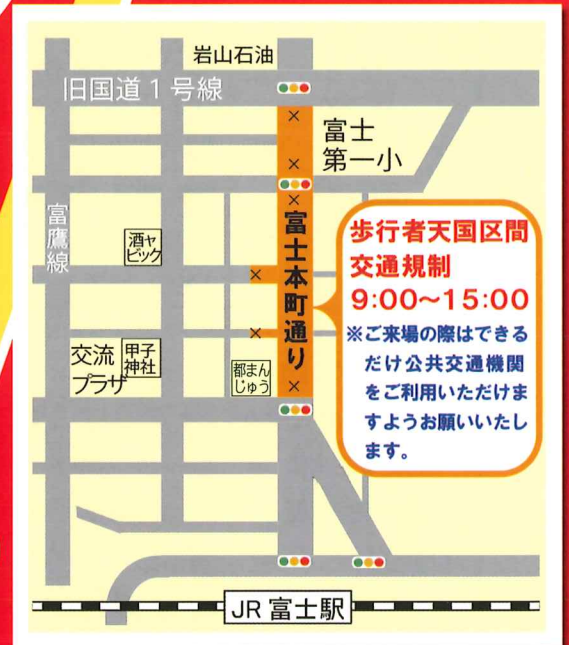 岩山石油
旧国道1号線
富士
第一小
富鷹線
酒ヤ
ビック
富士本町通り
歩行者天国区間
交通規制
9:00～15:00
※ご来場の際はできる
だけ公共交通機関
をご利用いただけま
すようお願いいたし
ます。
交流
プラザ
甲子
神社
都まん
じゅう
JR 富士駅